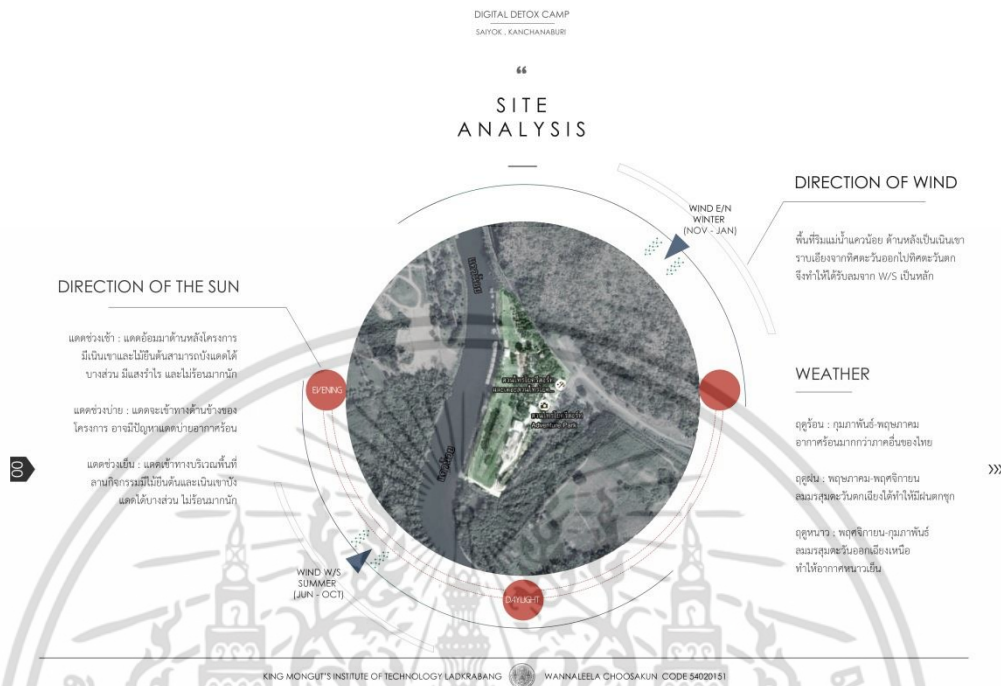 DIGITAL DETOX CAMP
SAIYOK . KANCHANABURI
“
SITE
ANALYSIS
DIRECTION OF WIND
พื้นที่ริมแม่น้ำแควน้อย ด้านหลังเป็นเนินเขา
ราบเอียงจากทิศตะวันออกไปทิศตะวันตก
จึงทำให้ได้รับลมจาก W/S เป็นหลัก
WIND E/N
WINTER
(NOV - JAN)
DIRECTION OF THE SUN
แดดช่วงเช้า : แดดอ้อมมาด้านหลังโครงการ
มีเนินเขาและไม้ยืนต้นสามารถบังแดดได้
บางส่วน มีแสงรำไร และไม่ร้อนมากนัก
แดดช่วงบ่าย : แดดจะเข้าทางด้านข้างของ
โครงการ อาจมีปัญหาแดดบ่ายอากาศร้อน
แดดช่วงเย็น : แดดเข้าทางบริเวณพื้นที่
ลานกิจกรรมมีไม้ยืนต้นและเนินเขาบัง
แดดได้บางส่วน ไม่ร้อนมากนัก
EVENING
Adventure Park
WEATHER
ฤดูร้อน : กุมภาพันธ์-พฤษภาคม
อากาศร้อนมากกว่าภาคอื่นของไทย
ฤดูฝน : พฤษภาคม-พฤศจิกายน
ลมมรสุมตะวันตกเฉียงใต้ทำให้มีฝนตกชุก
ฤดูหนาว : พฤศจิกายน-กุมภาพันธ์
ลมมรสุมตะวันออกเฉียงเหนือ
ทำให้อากาศหนาวเย็น
00
WIND W/S
SUMMER
(JUN - OCT)
DAYLIGHT
KING MONGUT'S INSTITUTE OF TECHNOLOGY LADKRABANG WANNALEELA CHOOSAKUN CODE 54020151